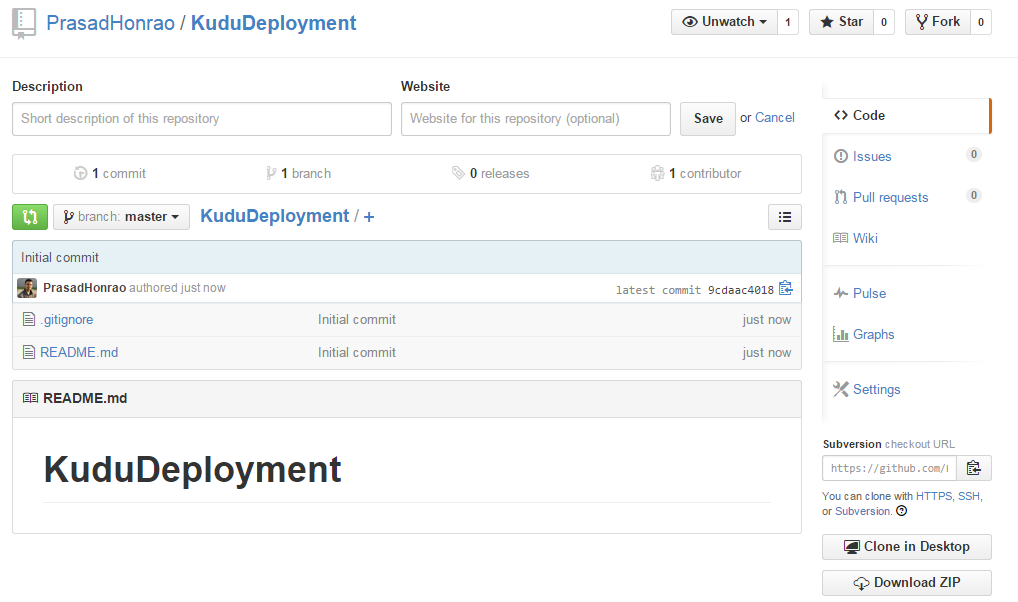 PrasadHonrao / KuduDeployment
Unwatch 1 Star 0 Fork 0
Description Website
Short description of this repository Website for this repository (optional) Save or Cancel
1 commit 1 branch 0 releases 1 contributor
branch: master KuduDeployment / +
Initial commit
PrasadHonrao authored just now latest commit 9cdaac4018
.gitignore Initial commit just now
README.md Initial commit just now
README.md
KuduDeployment
Code
Issues 0
Pull requests 0
Wiki
Pulse
Graphs
Settings
Subversion checkout URL
https://github.com/
You can clone with HTTPS, SSH,
or Subversion.
Clone in Desktop
Download ZIP